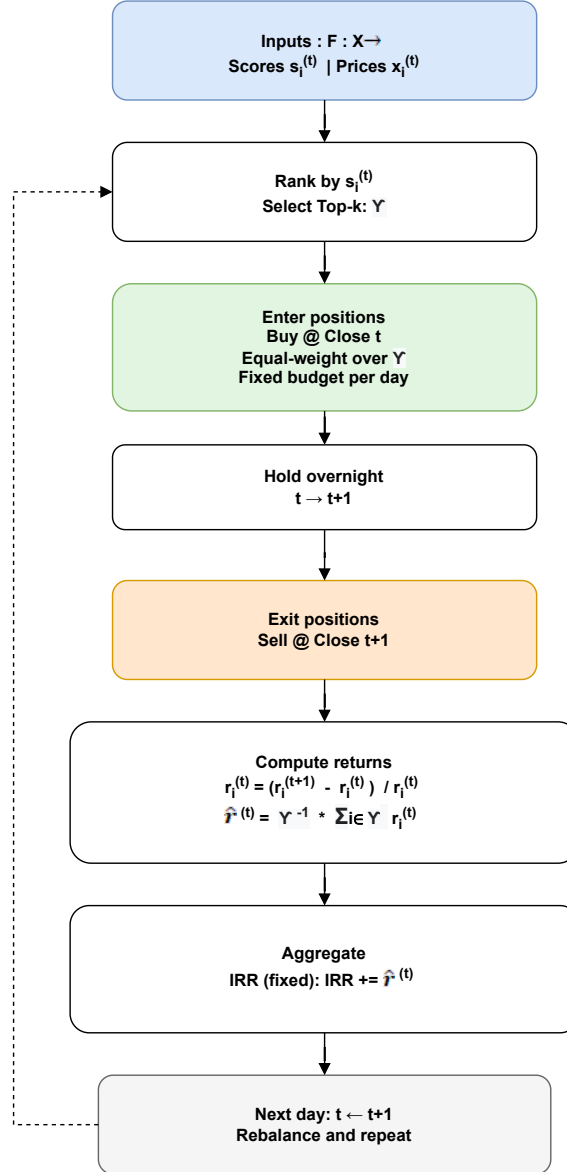 Inputs : F : X→
Scores s_i^(t) | Prices x_i^(t)
Rank by s_i^(t)
Select Top-k: ϒ
Enter positions
Buy @ Close t
Equal-weight over ϒ
Fixed budget per day
Hold overnight
t → t+1
Exit positions
Sell @ Close t+1
Compute returns
r_i^(t) = (r_i^(t+1) - r_i^(t) ) / r_i^(t)
r̂ ^(t) = ϒ ^-1 * Σi∈ ϒ r_i^(t)
Aggregate
IRR (fixed): IRR += r̂ ^(t)
Next day: t ← t+1
Rebalance and repeat